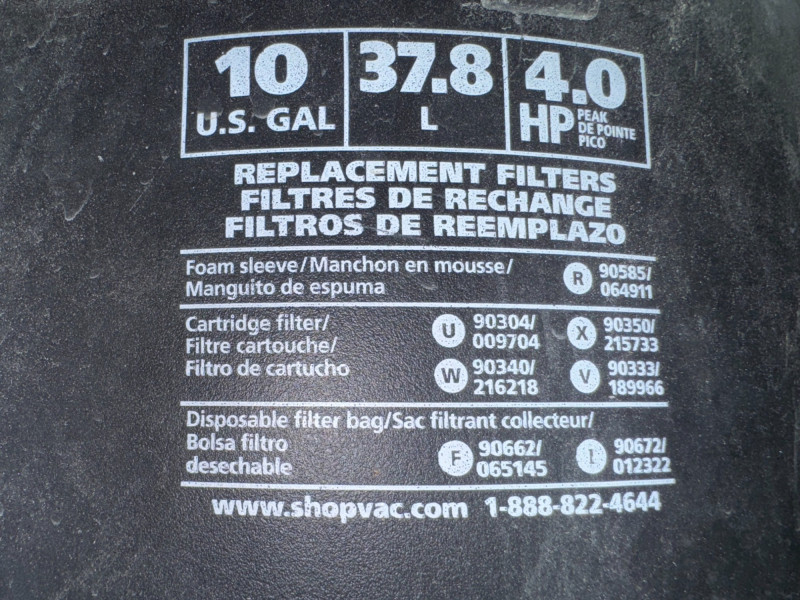 10
U.S. GAL
37.8
L
4.0
HP PEAK
DE POINTE
PICO
REPLACEMENT FILTERS
FILTRES DE RECHANGE
FILTROS DE REEMPLAZO
Foam sleeve/Manchon en mousse/
Manguito de espuma
R 90585/
064911
Cartridge filter/
Filtre cartouche/
Filtro de cartucho
U 90304/
009704
X 90350/
215733
W 90340/
216218
V 90333/
189966
Disposable filter bag/Sac filtrant collecteur/
Bolsa filtro
desechable
F 90662/
065145
I 90672/
012322
www.shopvac.com 1-888-822-4644